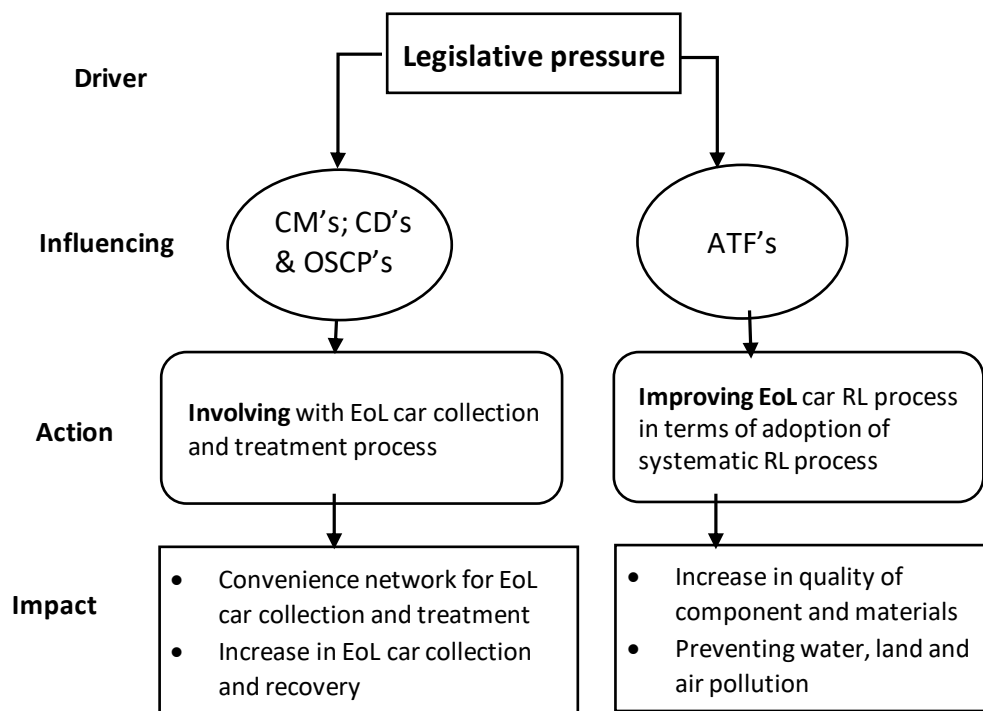 Legislative pressure
Driver
Influencing
CM’s; CD’s
& OSCP’s
ATF’s
Action
Involving with EoL car collection
and treatment process
Improving EoL car RL process
in terms of adoption of
systematic RL process
Impact
• Convenience network for EoL
car collection and treatment
• Increase in EoL car collection
and recovery
• Increase in quality of
component and materials
• Preventing water, land and
air pollution